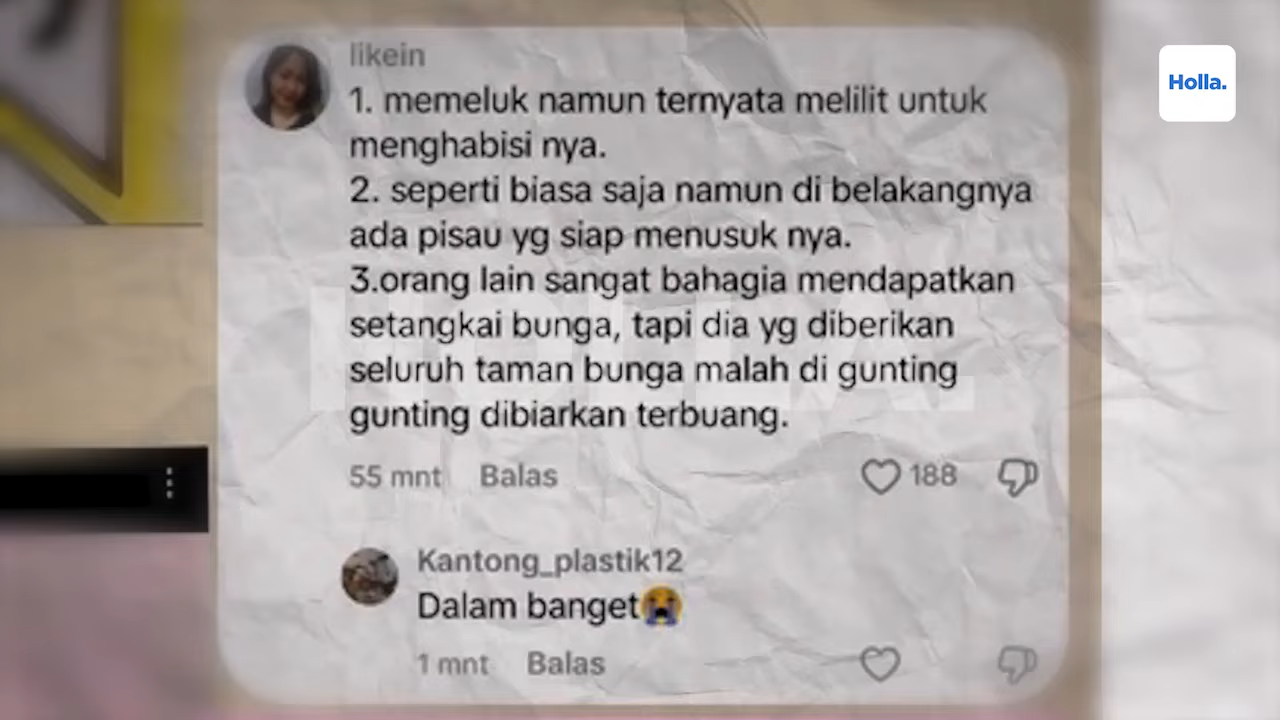 Holla.
likein
1. memeluk namun ternyata melilit untuk
menghabisi nya.
2. seperti biasa saja namun di belakangnya
ada pisau yg siap menusuk nya.
3.orang lain sangat bahagia mendapatkan
setangkai bunga, tapi dia yg diberikan
seluruh taman bunga malah di gunting
gunting dibiarkan terbuang.
55 mnt Balas 188
Kantong_plastik12
Dalam banget😭
1 mnt Balas
HOLLA.